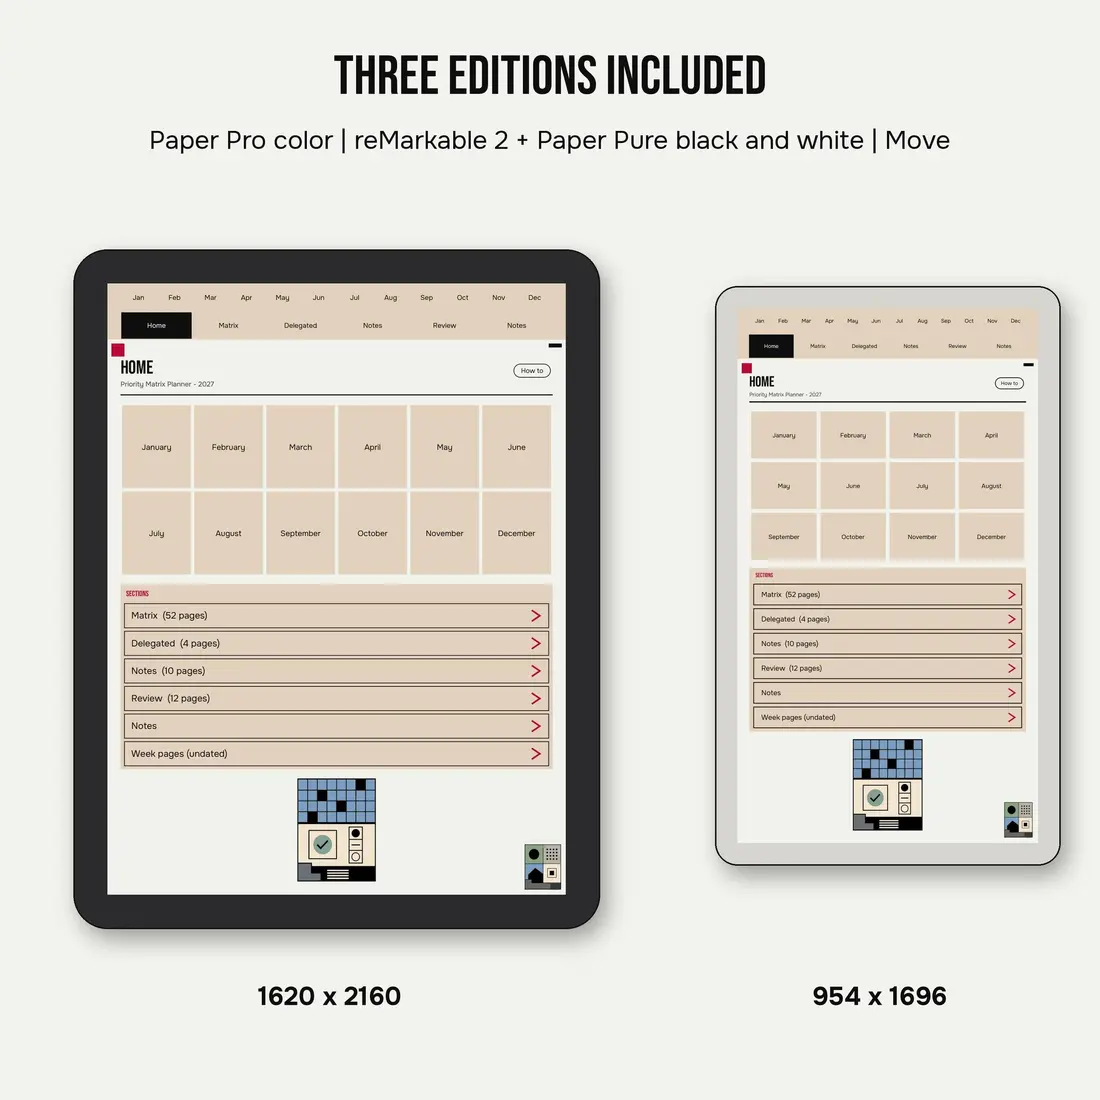 THREE EDITIONS INCLUDED
Paper Pro color | reMarkable 2 + Paper Pure black and white | Move
Jan Feb Mar Apr May Jun Jul Aug Sep Oct Nov Dec
Home Matrix Delegated Notes Review Notes
HOME
How to
Priority Matrix Planner - 2027
January February March April May June
July August September October November December
SECTIONS
Matrix (52 pages)
Delegated (4 pages)
Notes (10 pages)
Review (12 pages)
Notes
Week pages (undated)
1620 x 2160
Jan Feb Mar Apr May Jun Jul Aug Sep Oct Nov Dec
Home Matrix Delegated Notes Review Notes
HOME
How to
Priority Matrix Planner - 2027
January February March April
May June July August
September October November December
SECTIONS
Matrix (52 pages)
Delegated (4 pages)
Notes (10 pages)
Review (12 pages)
Notes
Week pages (undated)
954 x 1696